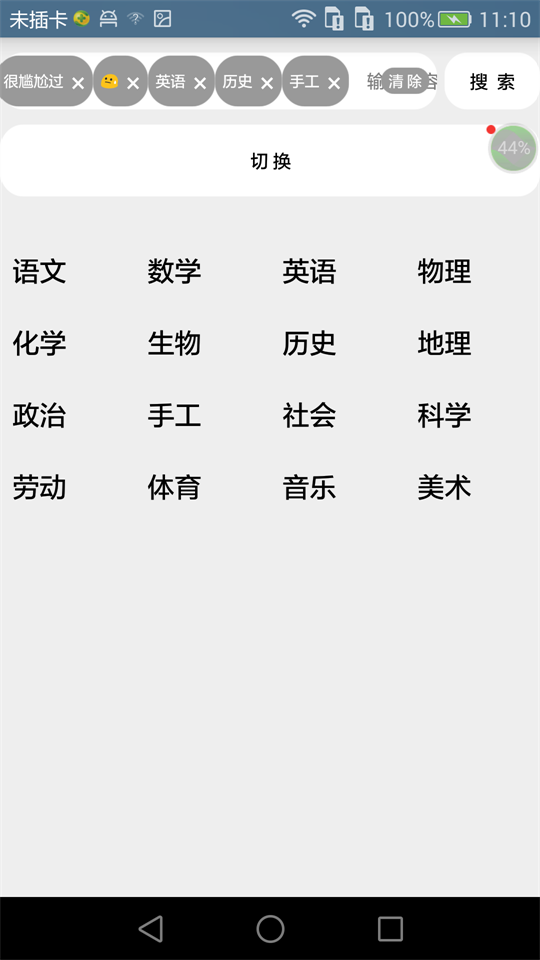 未插卡 100% 11:10
很尴尬过 × 😕 × 英语 × 历史 × 手工 × 输 清除 容 搜索
切换 44%
语文 数学 英语 物理
化学 生物 历史 地理
政治 手工 社会 科学
劳动 体育 音乐 美术